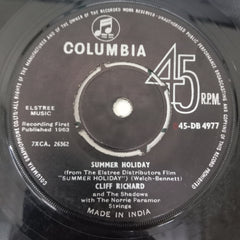 COLUMBIA
ELSTREE
MUSIC
Recording First
Published 1963
7XCA. 26562
45 R.P.M.
45-DB 4977
SUMMER HOLIDAY
(from The Elstree Distributors Film
"SUMMER HOLIDAY") (Welch-Bennett)
CLIFF RICHARD
and The Shadows
with The Norrie Paramor
Strings
MADE IN INDIA